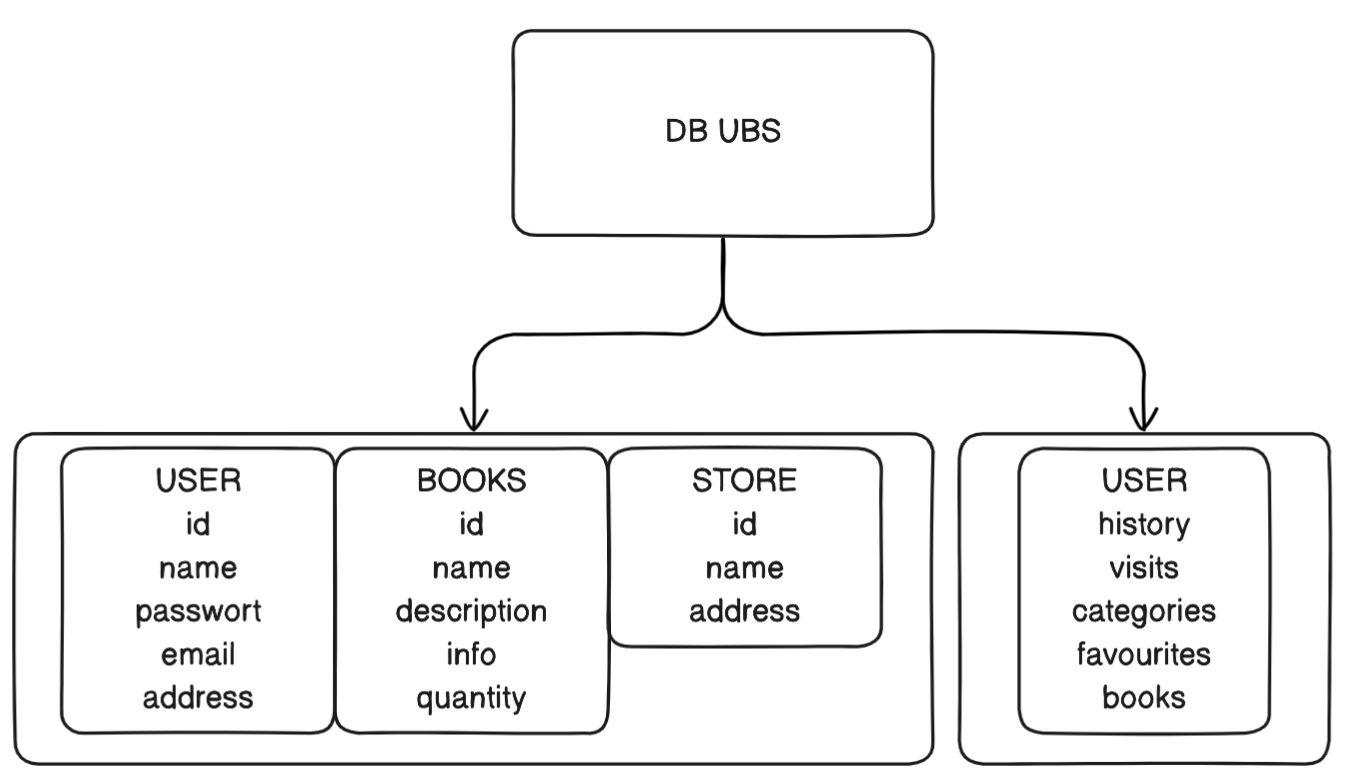 DB UBS
USER
id
name
passwort
email
address
BOOKS
id
name
description
info
quantity
STORE
id
name
address
USER
history
visits
categories
favourites
books